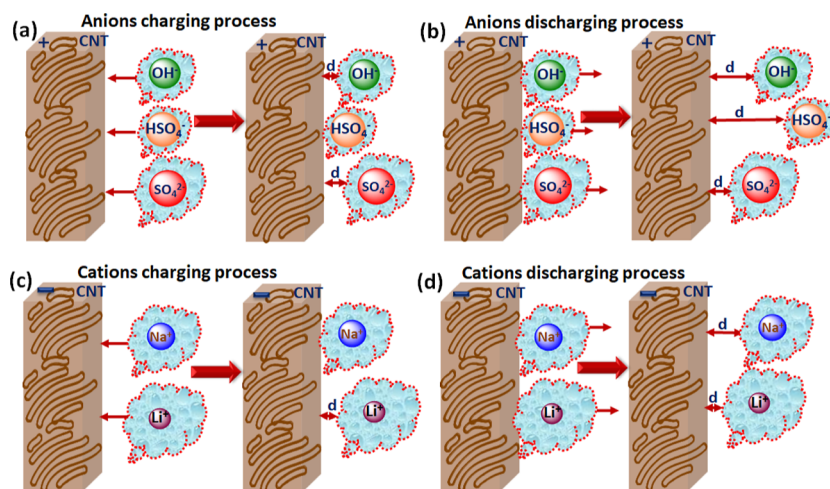 (a) Anions charging process
+ CNT + CNT
OH⁻ d OH⁻
HSO₄⁻ HSO₄⁻
SO₄²⁻ d SO₄²⁻
(b) Anions discharging process
+ CNT + CNT
OH⁻ d OH⁻
HSO₄⁻ d HSO₄⁻
SO₄²⁻ d SO₄²⁻
(c) Cations charging process
− CNT − CNT
Na⁺ Na⁺
Li⁺ d Li⁺
(d) Cations discharging process
− CNT − CNT
Na⁺ d Na⁺
Li⁺ d Li⁺